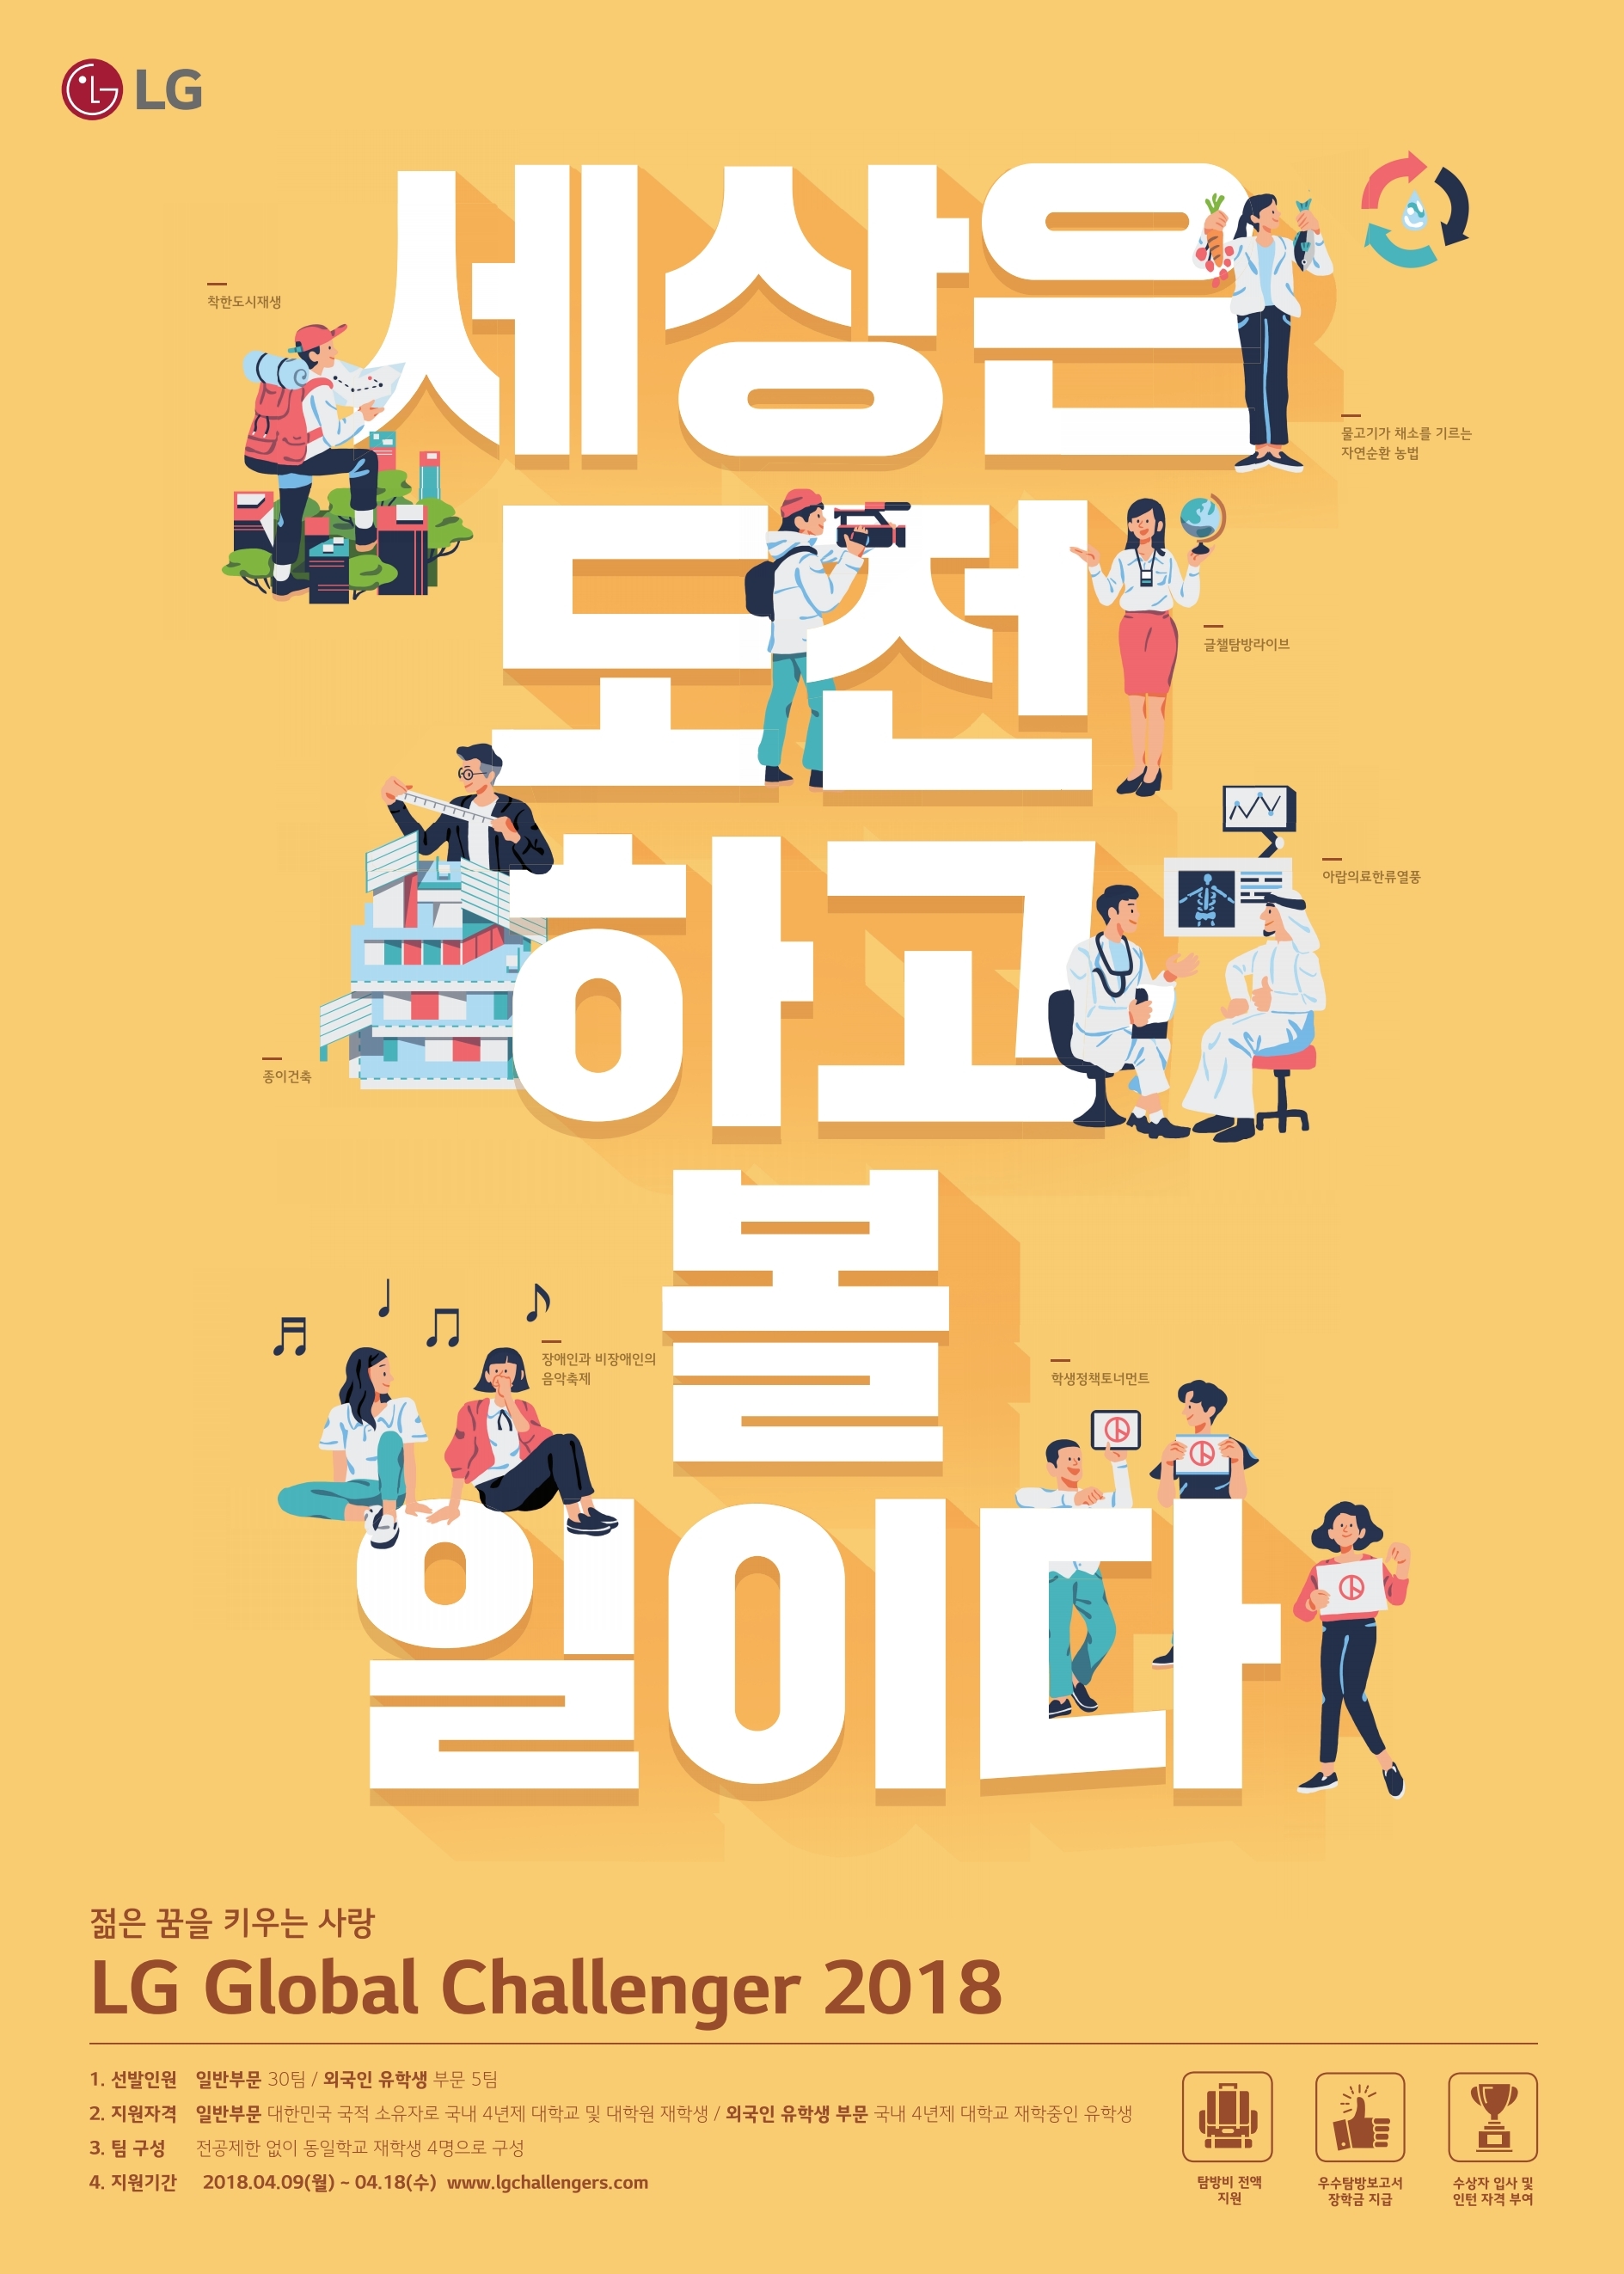 LG
세상은
도전
하고
볼
일이다
착한도시재생
물고기가 채소를 기르는
자연순환 농법
글챌탐방라이브
아랍의료한류열풍
종이건축
장애인과 비장애인의
음악축제
학생정책토너먼트
젊은 꿈을 키우는 사랑
LG Global Challenger 2018
1. 선발인원 일반부문 30팀 / 외국인 유학생 부문 5팀
2. 지원자격 일반부문 대한민국 국적 소유자로 국내 4년제 대학교 및 대학원 재학생 / 외국인 유학생 부문 국내 4년제 대학교 재학중인 유학생
3. 팀 구성 전공제한 없이 동일학교 재학생 4명으로 구성
4. 지원기간 2018.04.09(월) ~ 04.18(수) www.lgchallengers.com
탐방비 전액
지원
우수탐방보고서
장학금 지급
수상자 입사 및
인턴 자격 부여